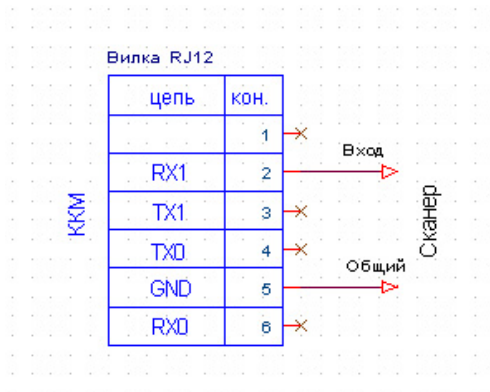 Вилка RJ12
цепь кон.
1
Вход
RX1 2
ККМ
TX1 3
Сканер
TX0 4
Общий
GND 5
RX0 6